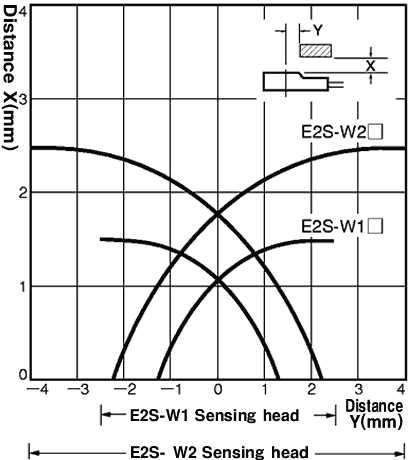 Distance X(mm)
4
3
2
1
0
Y
X
E2S-W2□
E2S-W1□
−4 −3 −2 −1 0 1 2 3 4
E2S-W1 Sensing head
Distance
Y(mm)
E2S- W2 Sensing head